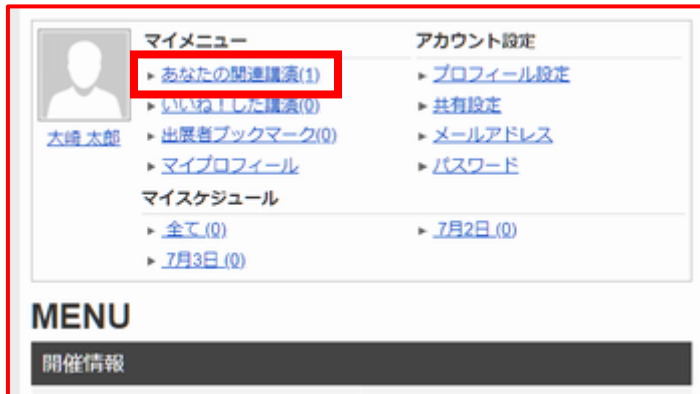 マイメニュー
アカウント設定
あなたの関連講演(1)
プロフィール設定
いいね！した講演(0)
共有設定
大崎 太郎
出展者ブックマーク(0)
メールアドレス
マイプロフィール
パスワード
マイスケジュール
全て (0)
7月2日 (0)
7月3日 (0)
MENU
開催情報